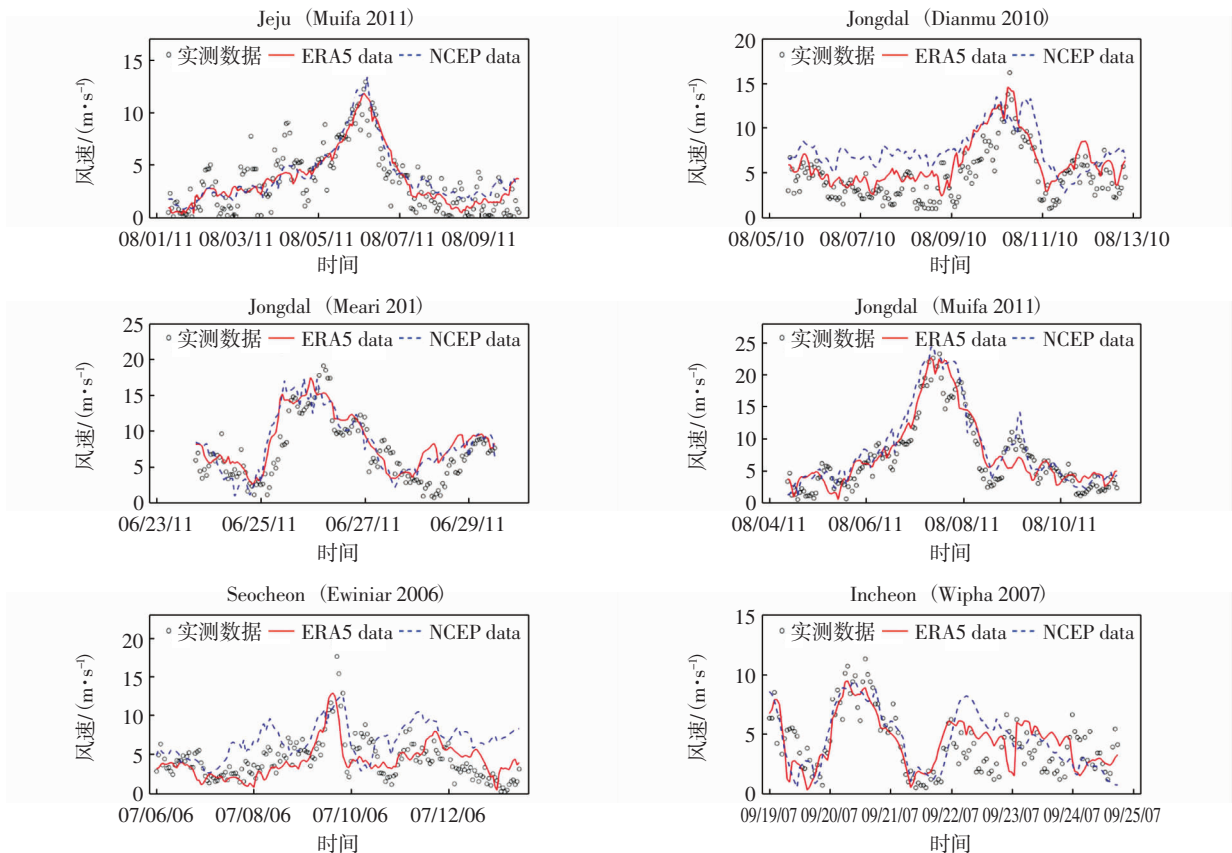 Jeju (Muifa 2011)
实测数据 ERA5 data NCEP data
15
10
5
0
风速/(m·s⁻¹)
08/01/11 08/03/11 08/05/11 08/07/11 08/09/11
时间
Jongdal (Dianmu 2010)
实测数据 ERA5 data NCEP data
20
15
10
5
0
风速/(m·s⁻¹)
08/05/10 08/07/10 08/09/10 08/11/10 08/13/10
时间
Jongdal (Meari 201)
实测数据 ERA5 data NCEP data
25
20
15
10
5
0
风速/(m·s⁻¹)
06/23/11 06/25/11 06/27/11 06/29/11
时间
Jongdal (Muifa 2011)
实测数据 ERA5 data NCEP data
25
20
15
10
5
0
风速/(m·s⁻¹)
08/04/11 08/06/11 08/08/11 08/10/11
时间
Seocheon (Ewiniar 2006)
实测数据 ERA5 data NCEP data
20
15
10
5
0
风速/(m·s⁻¹)
07/06/06 07/08/06 07/10/06 07/12/06
时间
Incheon (Wipha 2007)
实测数据 ERA5 data NCEP data
15
10
5
0
风速/(m·s⁻¹)
09/19/07 09/20/07 09/21/07 09/22/07 09/23/07 09/24/07 09/25/07
时间